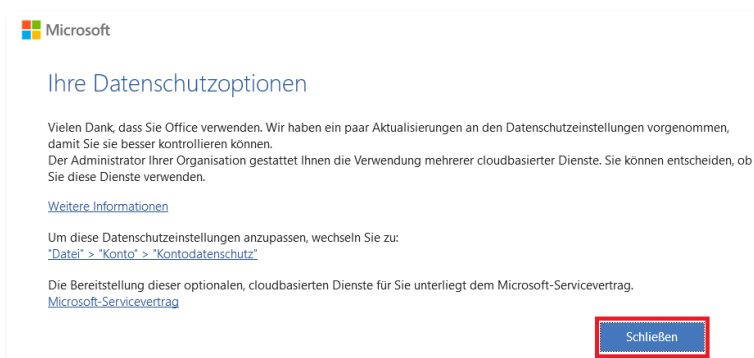 Microsoft
Ihre Datenschutzoptionen
Vielen Dank, dass Sie Office verwenden. Wir haben ein paar Aktualisierungen an den Datenschutzeinstellungen vorgenommen,
damit Sie sie besser kontrollieren können.
Der Administrator Ihrer Organisation gestattet Ihnen die Verwendung mehrerer cloudbasierter Dienste. Sie können entscheiden, ob
Sie diese Dienste verwenden.
Weitere Informationen
Um diese Datenschutzeinstellungen anzupassen, wechseln Sie zu:
"Datei" > "Konto" > "Kontodatenschutz"
Die Bereitstellung dieser optionalen, cloudbasierten Dienste für Sie unterliegt dem Microsoft-Servicevertrag.
Microsoft-Servicevertrag
Schließen